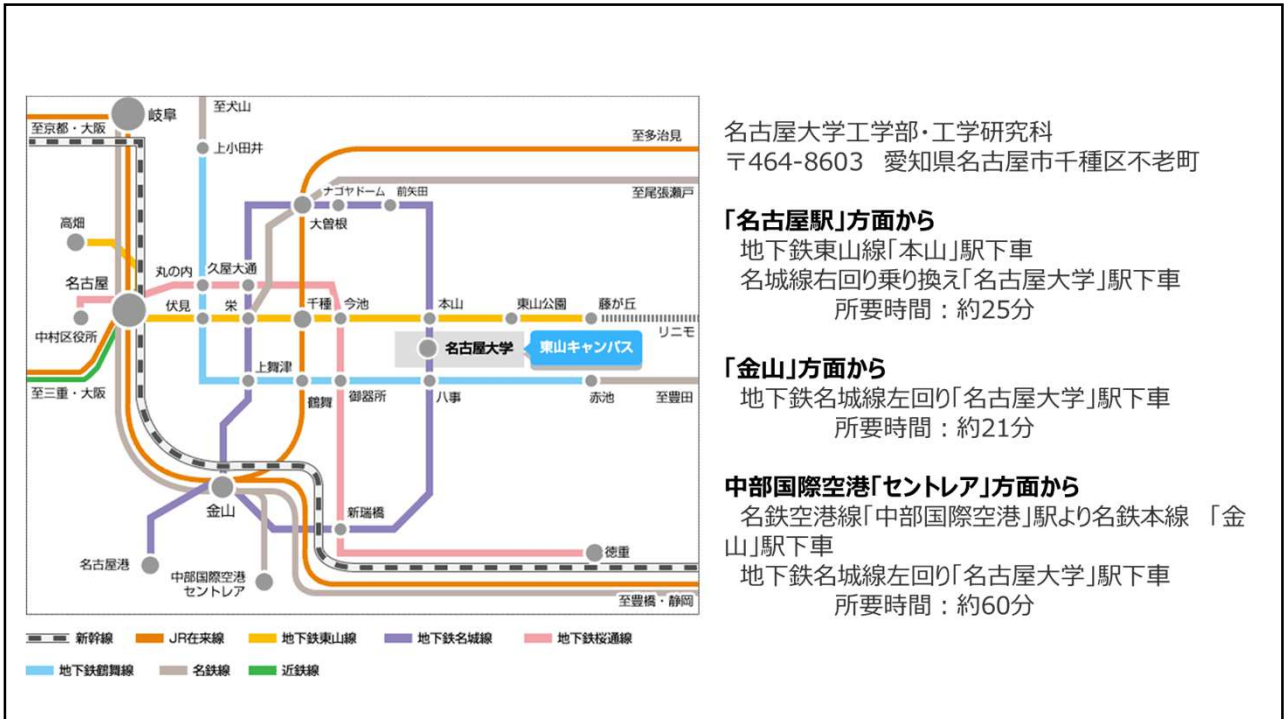 至犬山
岐阜
至京都・大阪
上小田井
至多治見
至尾張瀬戸
ナゴヤドーム
前矢田
大曽根
高畑
丸の内
久屋大通
名古屋
伏見
栄
千種
今池
本山
東山公園
藤が丘
リニモ
中村区役所
名古屋大学
東山キャンパス
上舞津
至三重・大阪
鶴舞
御器所
八事
赤池
至豊田
金山
新瑞橋
名古屋港
中部国際空港
セントレア
徳重
至豊橋・静岡
新幹線
JR在来線
地下鉄東山線
地下鉄名城線
地下鉄桜通線
地下鉄鶴舞線
名鉄線
近鉄線
名古屋大学工学部・工学研究科
〒464-8603 愛知県名古屋市千種区不老町
「名古屋駅」方面から
地下鉄東山線「本山」駅下車
名城線右回り乗り換え「名古屋大学」駅下車
所要時間：約25分
「金山」方面から
地下鉄名城線左回り「名古屋大学」駅下車
所要時間：約21分
中部国際空港「セントレア」方面から
名鉄空港線「中部国際空港」駅より名鉄本線 「金
山」駅下車
地下鉄名城線左回り「名古屋大学」駅下車
所要時間：約60分